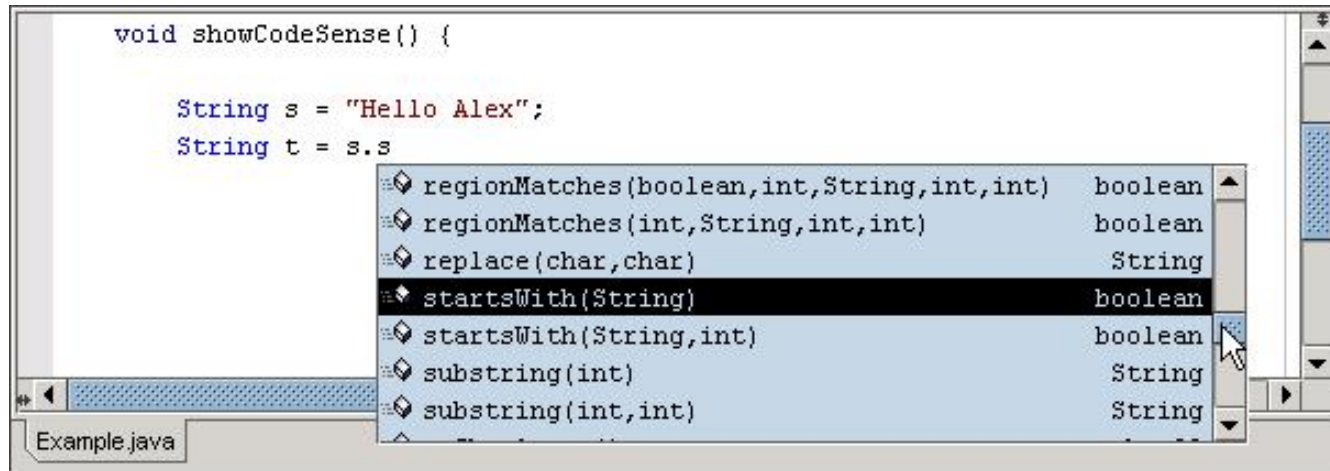 void showCodeSense() {
String s = "Hello Alex";
String t = s.s
regionMatches(boolean,int,String,int,int) boolean
regionMatches(int,String,int,int) boolean
replace(char,char) String
startsWith(String) boolean
startsWith(String,int) boolean
substring(int) String
substring(int,int) String
Example.java